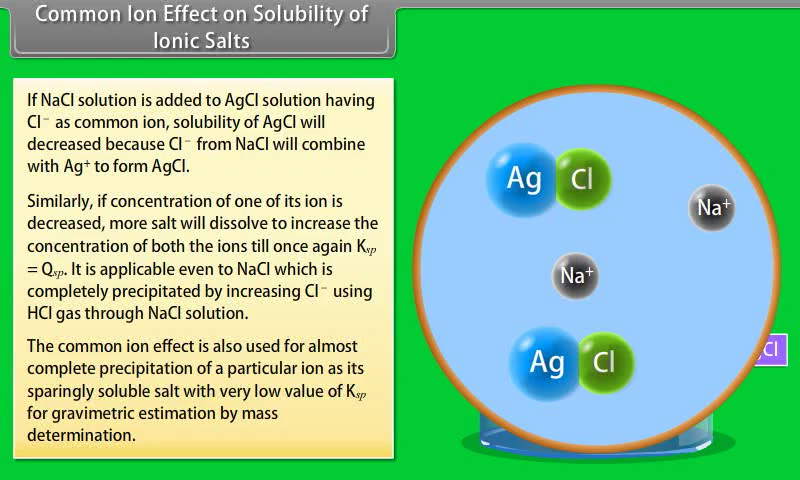 Common Ion Effect on Solubility of
Ionic Salts
If NaCl solution is added to AgCl solution having
Cl⁻ as common ion, solubility of AgCl will
decreased because Cl⁻ from NaCl will combine
with Ag⁺ to form AgCl.
Similarly, if concentration of one of its ion is
decreased, more salt will dissolve to increase the
concentration of both the ions till once again Kₛₚ
= Qₛₚ. It is applicable even to NaCl which is
completely precipitated by increasing Cl⁻ using
HCl gas through NaCl solution.
The common ion effect is also used for almost
complete precipitation of a particular ion as its
sparingly soluble salt with very low value of Kₛₚ
for gravimetric estimation by mass
determination.
Ag Cl
Na⁺
Na⁺
Ag Cl